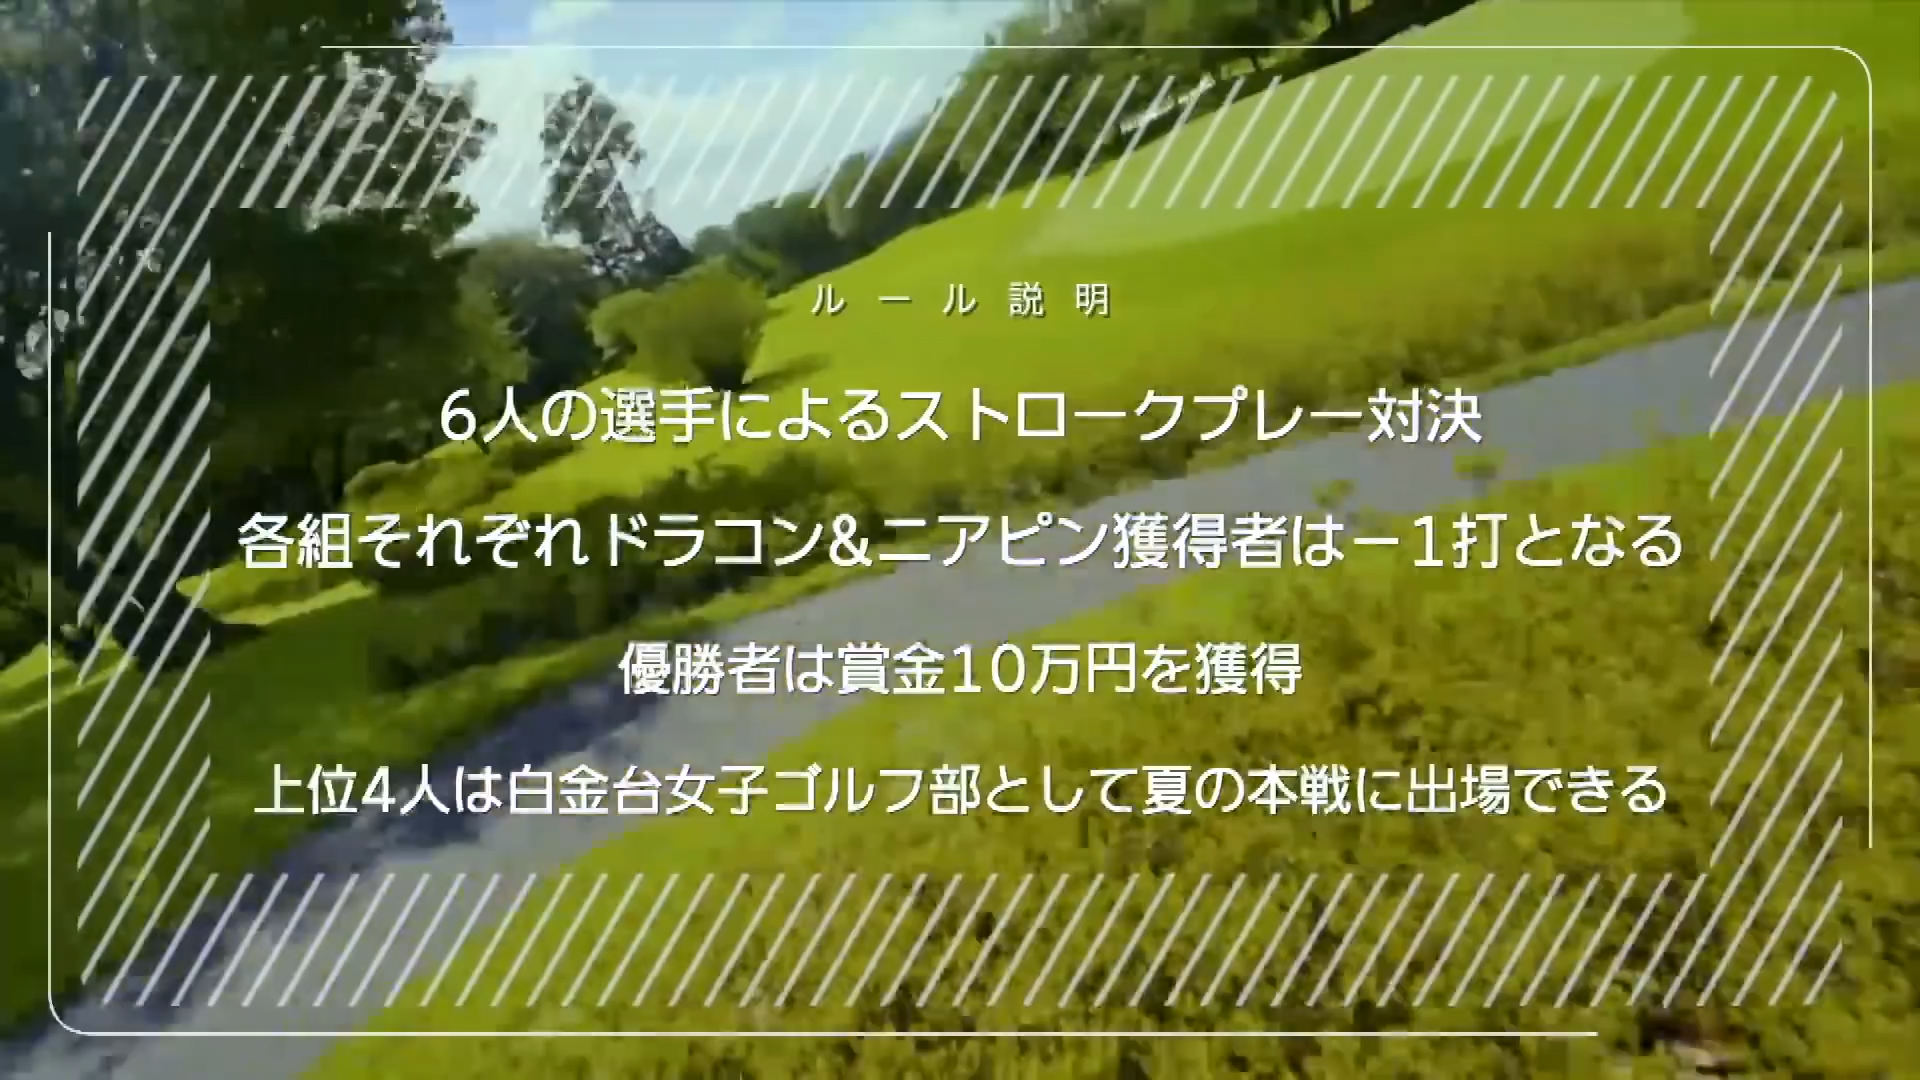 ルール説明
6人の選手によるストロークプレー対決
各組それぞれドラコン&ニアピン獲得者は－1打となる
優勝者は賞金10万円を獲得
上位4人は白金台女子ゴルフ部として夏の本戦に出場できる